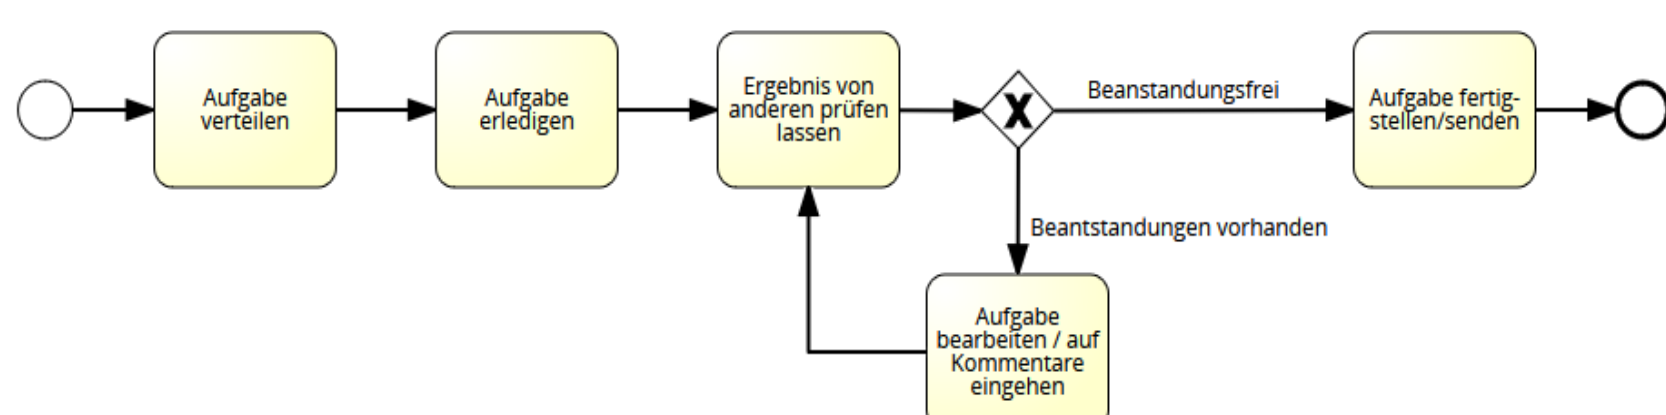 Aufgabe
verteilen
Aufgabe
erledigen
Ergebnis von
anderen prüfen
lassen
X
Beanstandungsfrei
Aufgabe fertig-
stellen/senden
Beantstandungen vorhanden
Aufgabe
bearbeiten / auf
Kommentare
eingehen